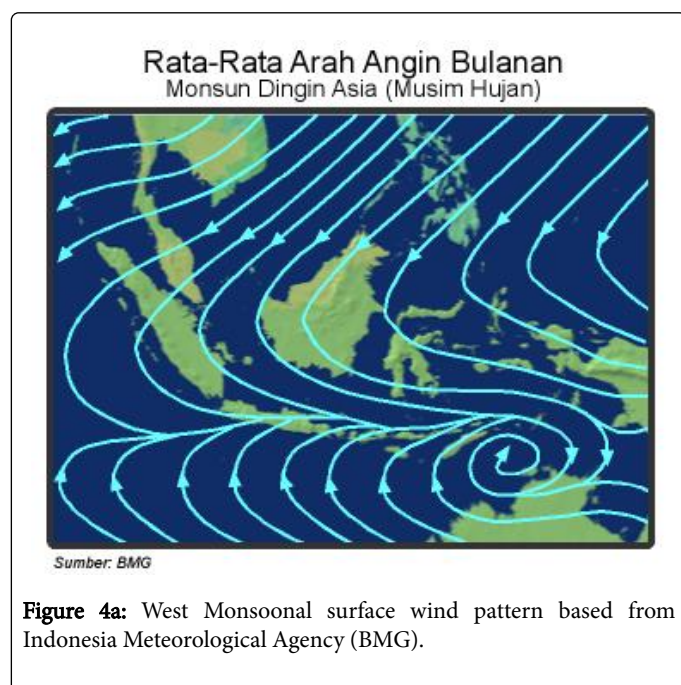 Rata-Rata Arah Angin Bulanan
Monsun Dingin Asia (Musim Hujan)
Sumber: BMG
Figure 4a: West Monsoonal surface wind pattern based from
Indonesia Meteorological Agency (BMG).